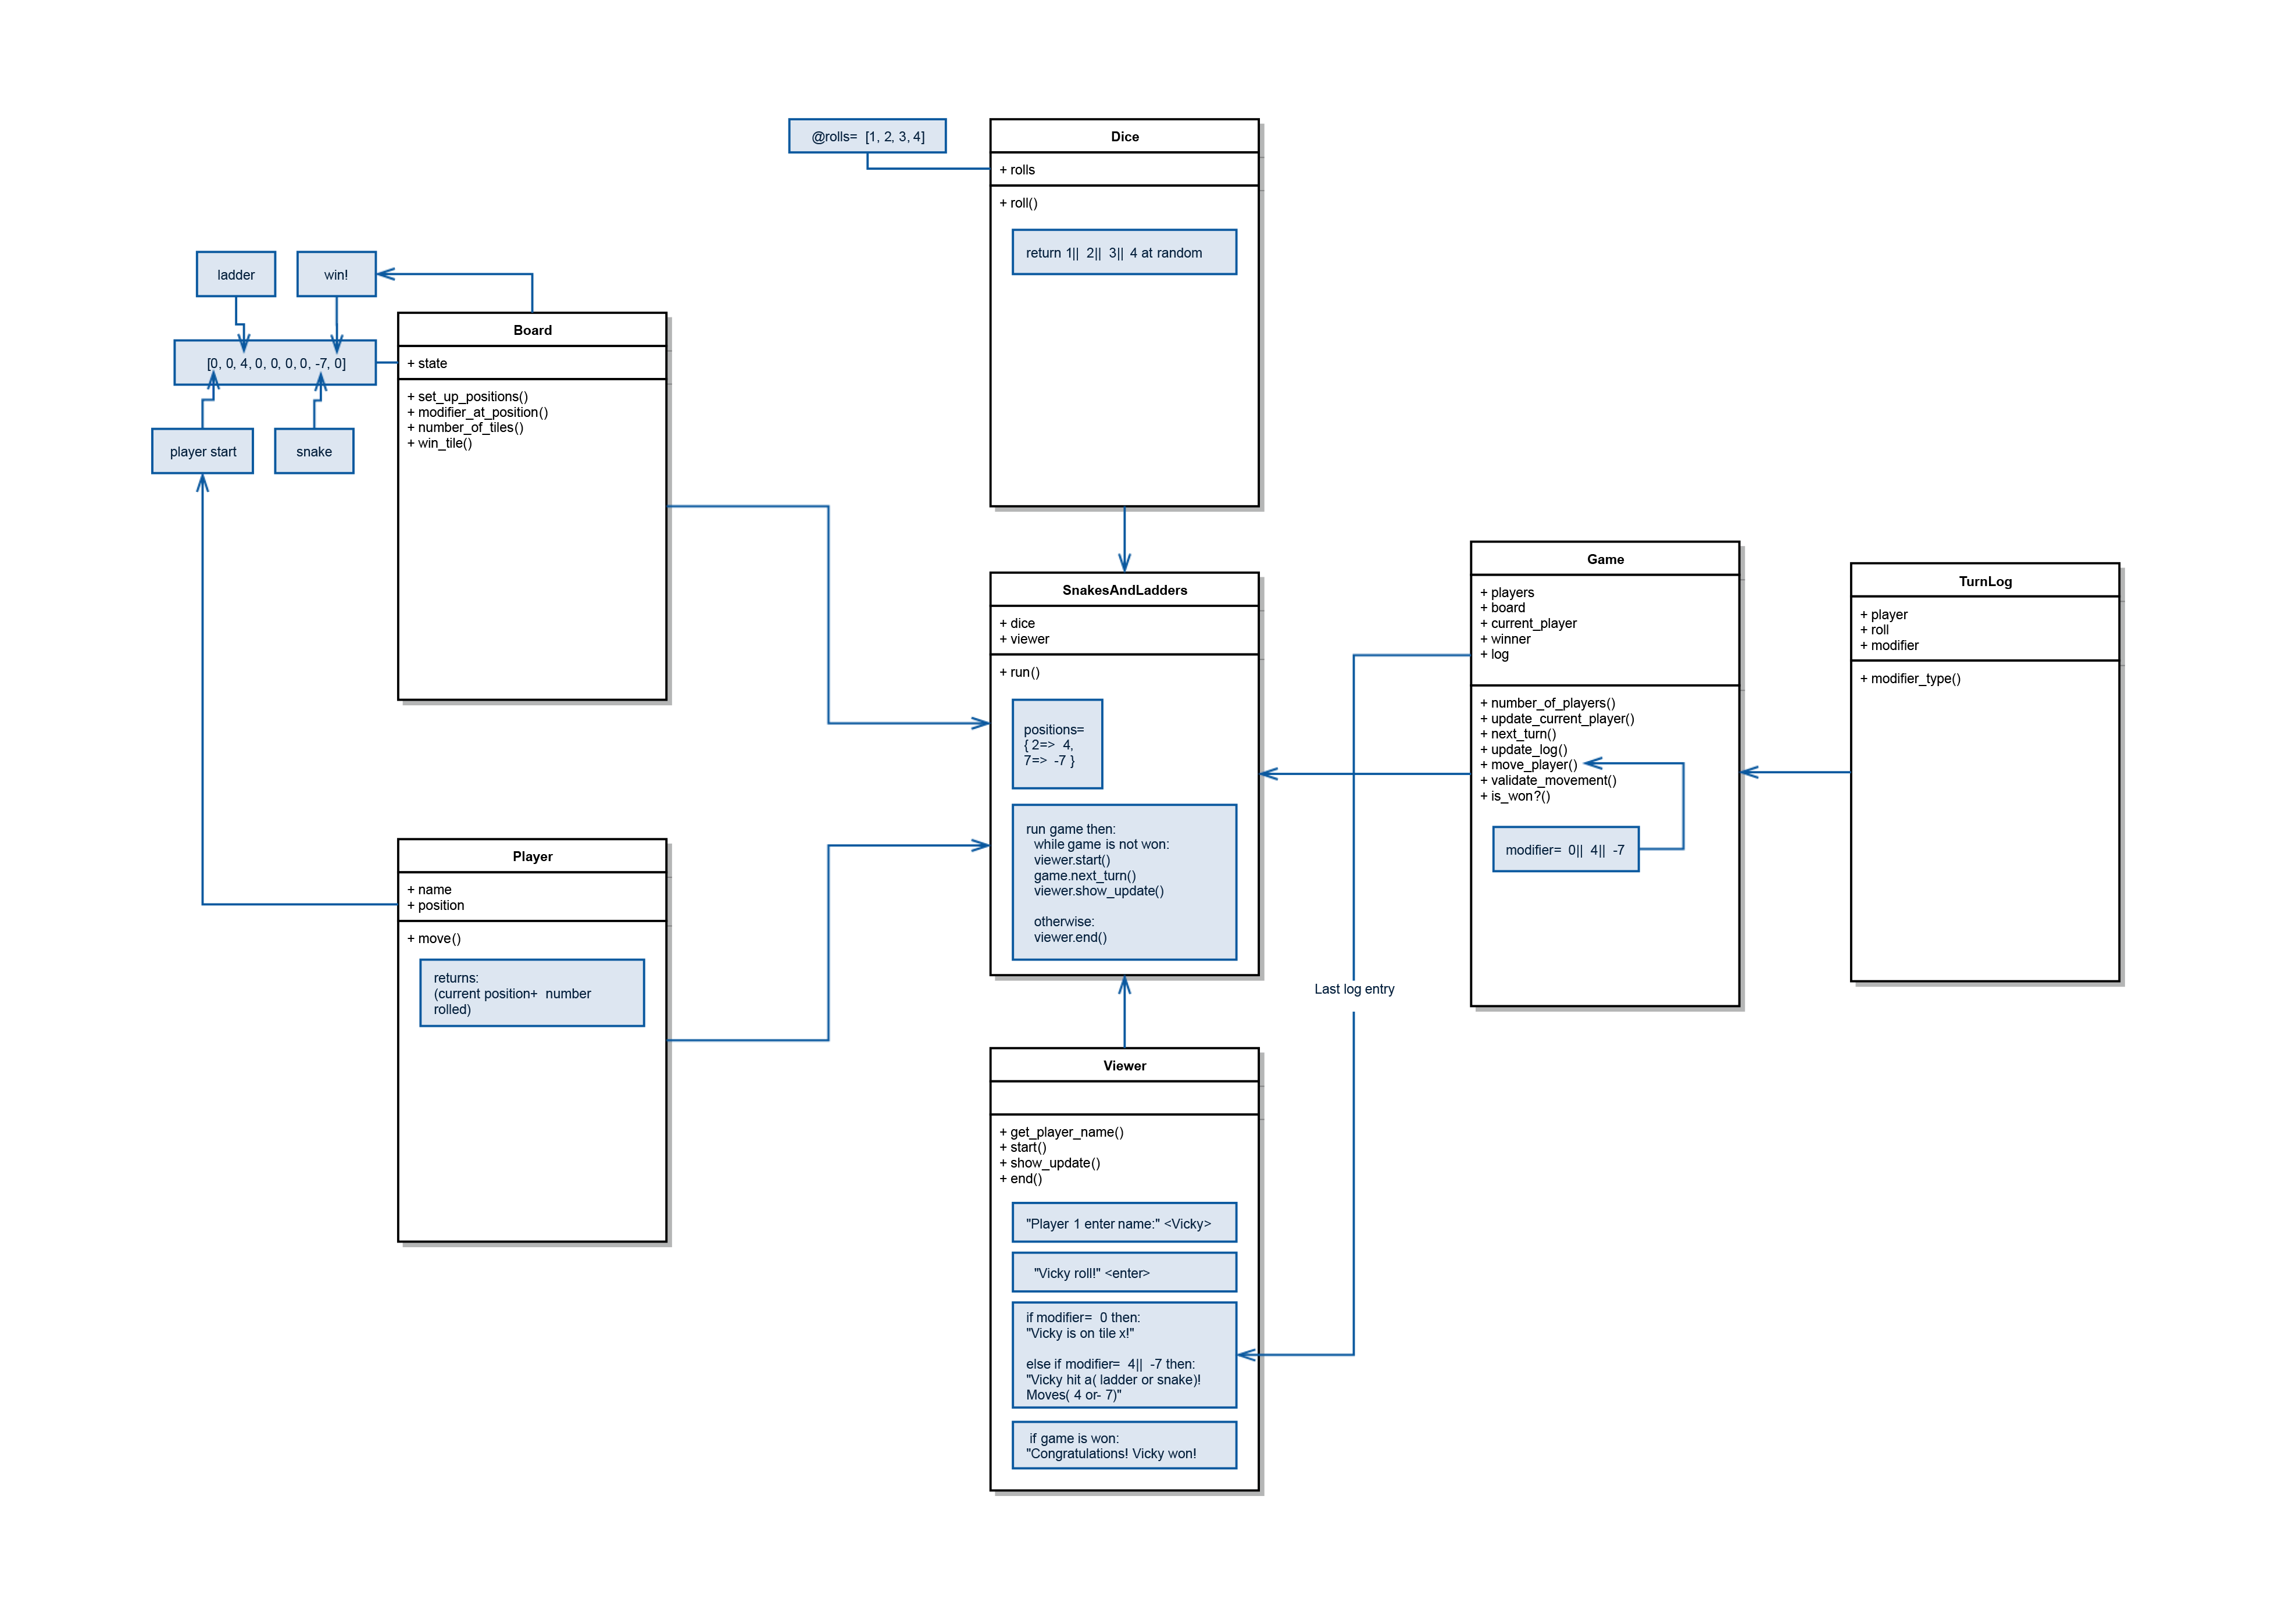 @rolls=  [1, 2, 3, 4]
Dice
+ rolls
+ roll()
return 1||  2||  3||  4 at random
ladder
win!
[0, 0, 4, 0, 0, 0, 0, -7, 0]
player start
snake
Board
+ state
+ set_up_positions()
+ modifier_at_position()
+ number_of_tiles()
+ win_tile()
SnakesAndLadders
+ dice
+ viewer
+ run()
positions=
{ 2=>  4,
7=>  -7 }
run game then:
while game is not won:
viewer.start()
game.next_turn()
viewer.show_update()
otherwise:
viewer.end()
Game
+ players
+ board
+ current_player
+ winner
+ log
+ number_of_players()
+ update_current_player()
+ next_turn()
+ update_log()
+ move_player()
+ validate_movement()
+ is_won?()
modifier=  0||  4||  -7
TurnLog
+ player
+ roll
+ modifier
+ modifier_type()
Player
+ name
+ position
+ move()
returns:
(current position+  number
rolled)
Last log entry
Viewer
+ get_player_name()
+ start()
+ show_update()
+ end()
"Player 1 enter name:" <Vicky>
"Vicky roll!" <enter>
if modifier=  0 then:
"Vicky is on tile x!"
else if modifier=  4||  -7 then:
"Vicky hit a( ladder or snake)!
Moves( 4 or- 7)"
if game is won:
"Congratulations! Vicky won!